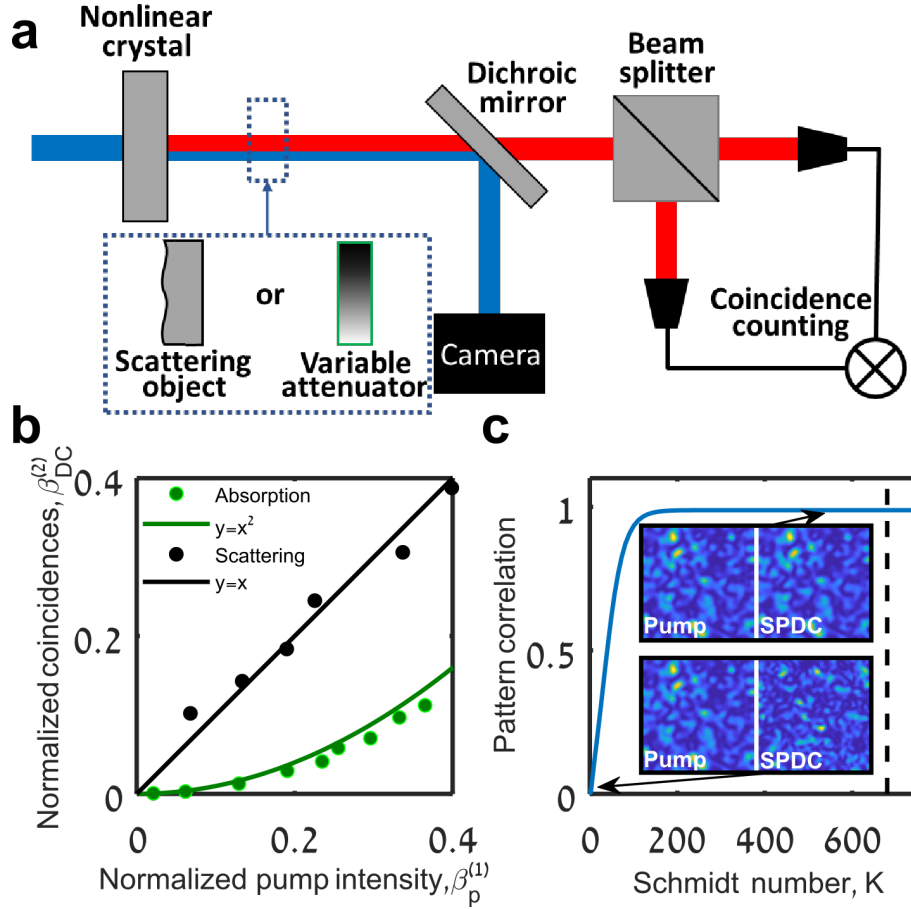 a
Nonlinear
crystal
Dichroic
mirror
Beam
splitter
Scattering
object
or
Variable
attenuator
Camera
Coincidence
counting
b
Normalized coincidences, β_DC^(2)
0.4
0.2
0
Absorption
y=x²
Scattering
y=x
0
0.2
0.4
Normalized pump intensity,β_p^(1)
c
Pattern correlation
1
0.5
0
Pump
SPDC
Pump
SPDC
0
200
400
600
Schmidt number, K